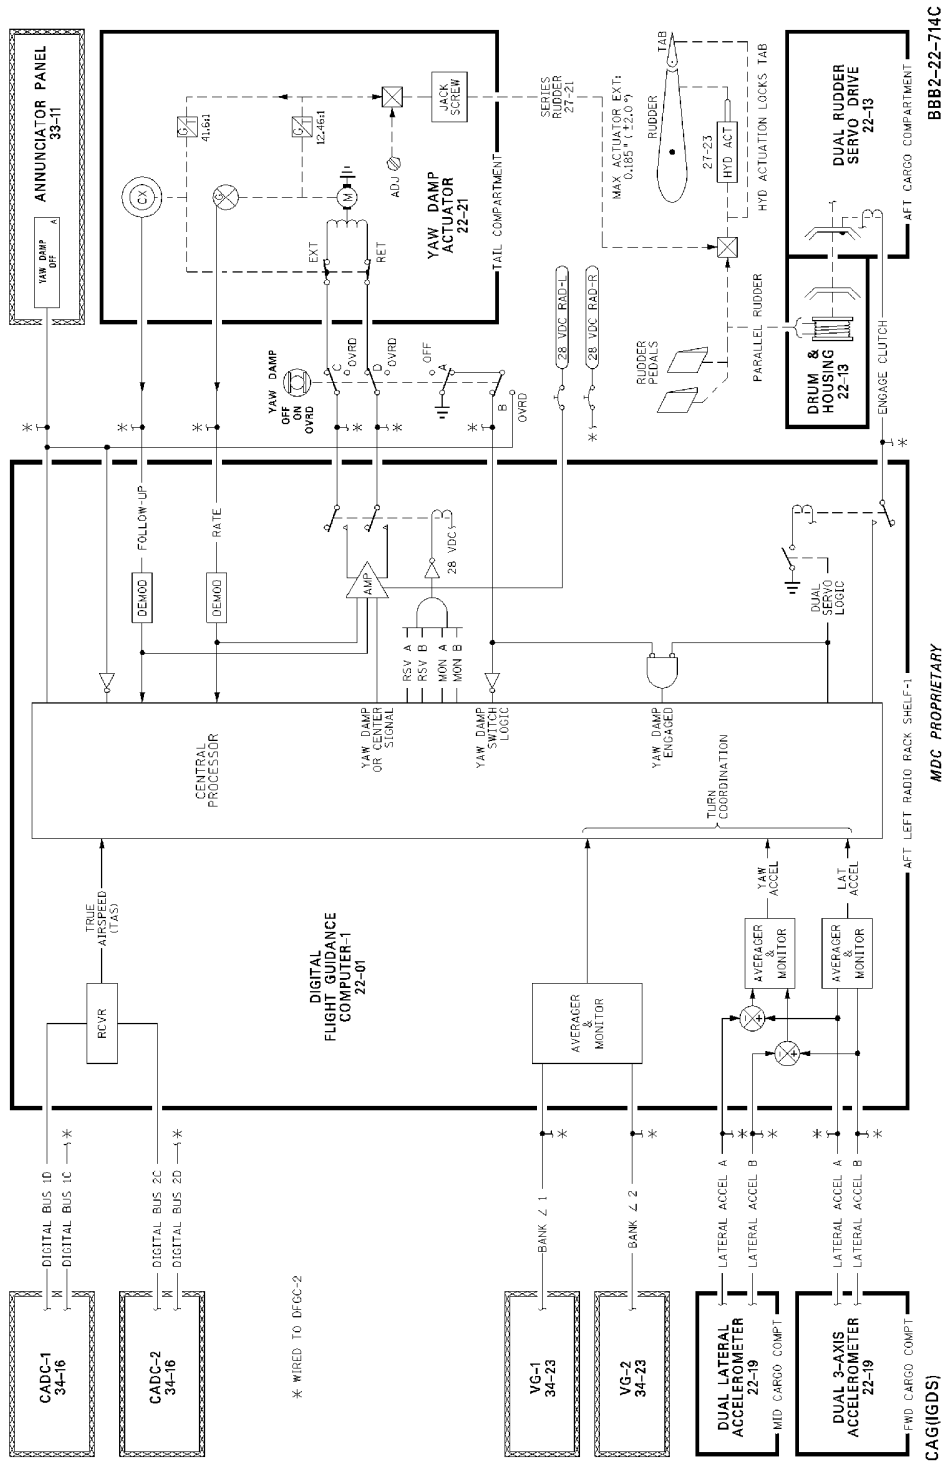 CADC-1
34-16
DIGITAL BUS 1D
DIGITAL BUS 1C
*
CADC-2
34-16
DIGITAL BUS 2C
DIGITAL BUS 2D
*
* WIRED TO DFGC-2
VG-1
34-23
BANK ∠ 1
*
VG-2
34-23
BANK ∠ 2
*
DUAL LATERAL
ACCELEROMETER
22-19
MID CARGO COMPT
LATERAL ACCEL A
*
LATERAL ACCEL B
*
DUAL 3-AXIS
ACCELEROMETER
22-19
FWD CARGO COMPT
LATERAL ACCEL A
*
LATERAL ACCEL B
*
RCVR
TRUE
AIRSPEED
(TAS)
DIGITAL
FLIGHT GUIDANCE
COMPUTER-1
22-01
AVERAGER
&
MONITOR
- +
- +
AVERAGER
&
MONITOR
YAW
ACCEL
AVERAGER
&
MONITOR
LAT
ACCEL
AFT LEFT RADIO RACK SHELF-1
CENTRAL
PROCESSOR
YAW DAMP
OR CENTER
SIGNAL
YAW DAMP
SWITCH
LOGIC
YAW DAMP
ENGAGED
TURN
COORDINATION
DEMOD
FOLLOW-UP
DEMOD
RATE
AMP
RSV A
RSV B
MON A
MON B
28 VDC
DUAL
SERVO
LOGIC
*
*
*
*
*
*
*
*
YAW DAMP
OFF
ON
OVRD
C
OVRD
D
OVRD
OFF
A
B
OVRD
28 VDC RAD-L
28 VDC RAD-R
ANNUNCIATOR PANEL
33-11
YAW DAMP
OFF
A
CX
G
G
41.6:1
G
12.46:1
M
EXT
RET
ADJ
JACK
SCREW
YAW DAMP
ACTUATOR
22-21
TAIL COMPARTMENT
SERIES
RUDDER
27-21
MAX ACTUATOR EXT:
0.185" (±2.0°)
RUDDER
TAB
27-23
HYD ACT
HYD ACTUATION LOCKS TAB
RUDDER
PEDALS
PARALLEL RUDDER
DRUM &
HOUSING
22-13
DUAL RUDDER
SERVO DRIVE
22-13
AFT CARGO COMPARTMENT
ENGAGE CLUTCH
CAG(IGDS)
MDC PROPRIETARY
BBB2-22-714C